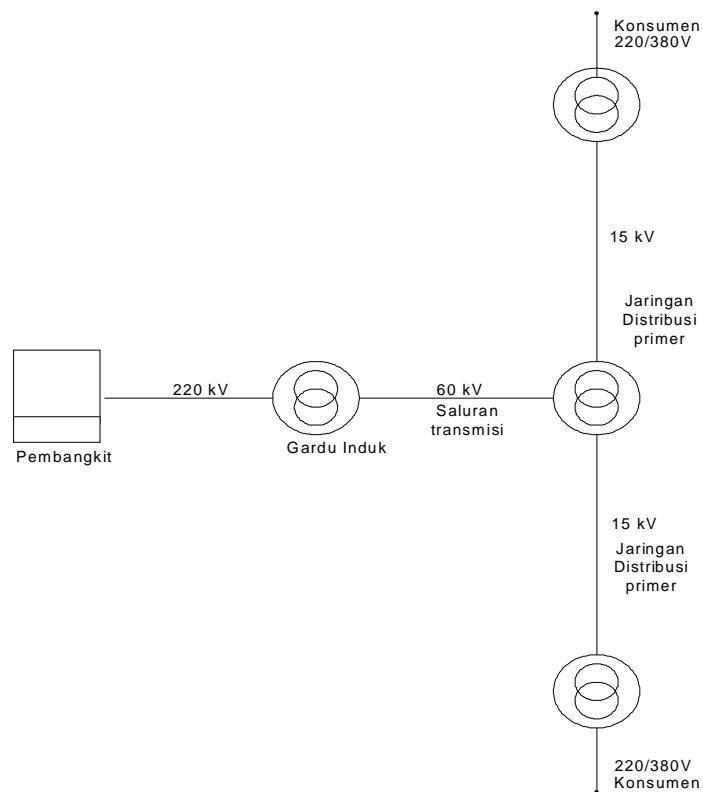 Konsumen
220/380V
15 kV
Jaringan
Distribusi
primer
220 kV
60 kV
Saluran
transmisi
Gardu Induk
Pembangkit
15 kV
Jaringan
Distribusi
primer
220/380V
Konsumen